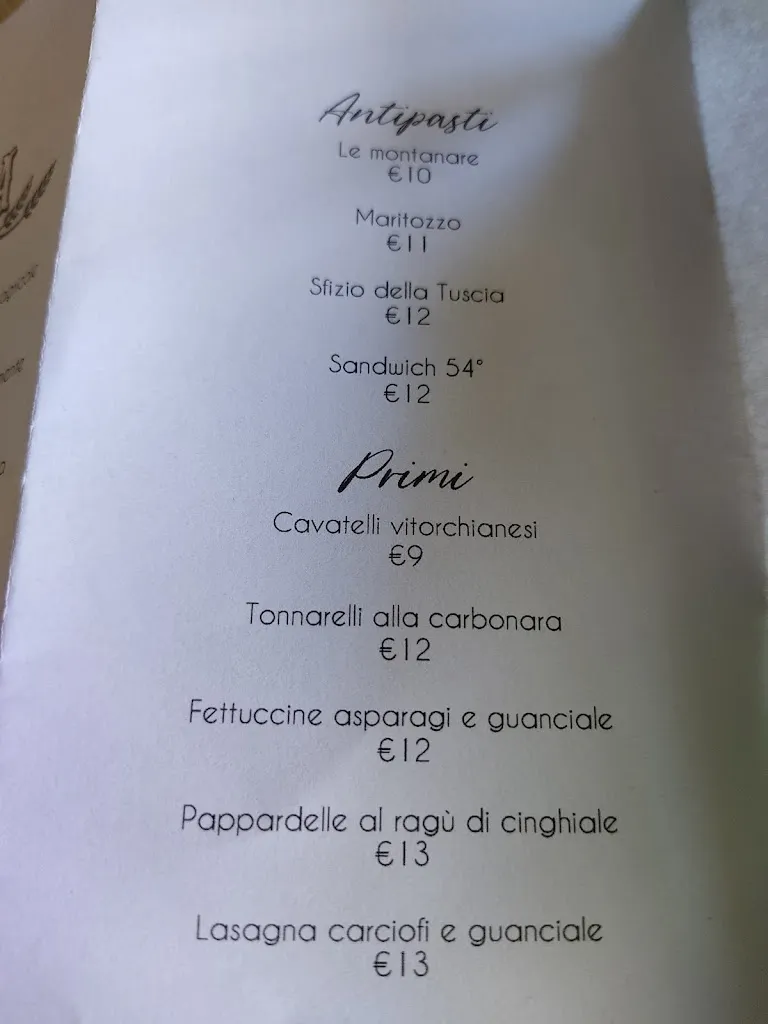 Antipasti
Le montanare
€10
Maritozzo
€11
Sfizio della Tuscia
€12
Sandwich 54°
€12
Primi
Cavatelli vitorchianesi
€9
Tonnarelli alla carbonara
€12
Fettuccine asparagi e guanciale
€12
Pappardelle al ragù di cinghiale
€13
Lasagna carciofi e guanciale
€13